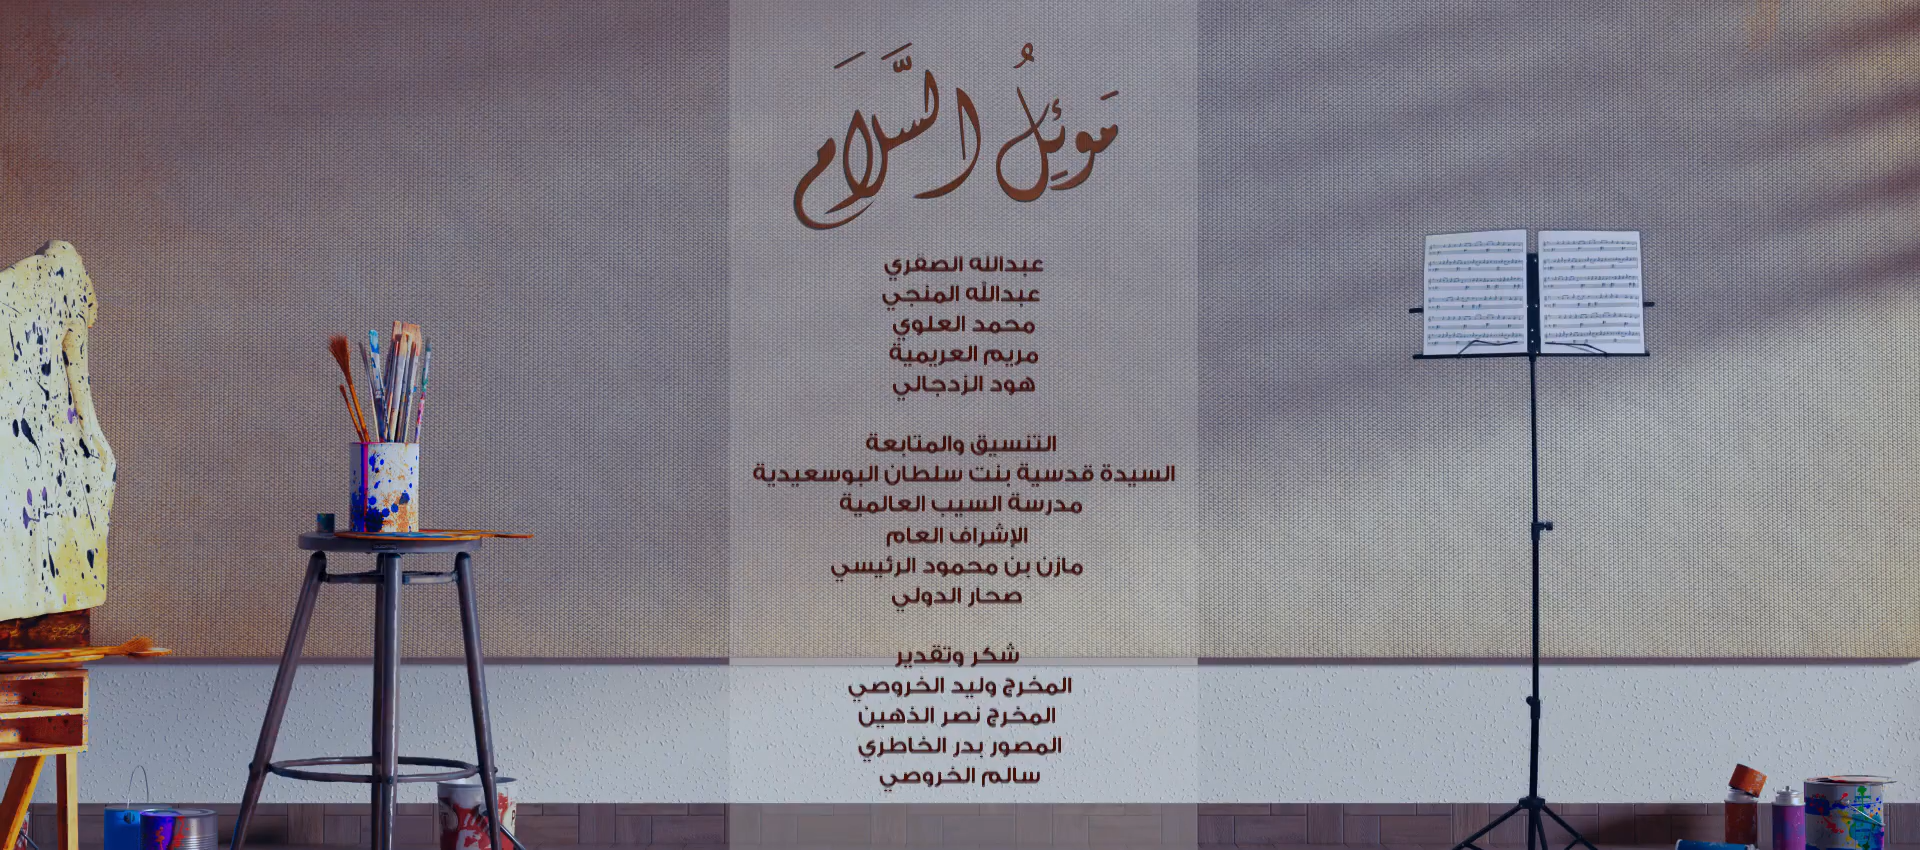 مَوئِلُ السَّلَامَ
عبدالله الصقري
عبدالله المنجي
محمد العلوي
مريم العريمية
هود الزدجالي
التنسيق والمتابعة
السيدة قدسية بنت سلطان البوسعيدية
مدرسة السيب العالمية
الإشراف العام
مازن بن محمود الرئيسي
صحار الدولي
شكر وتقدير
المخرج وليد الخروصي
المخرج نصر الذهين
المصور بدر الخاطري
سالم الخروصي